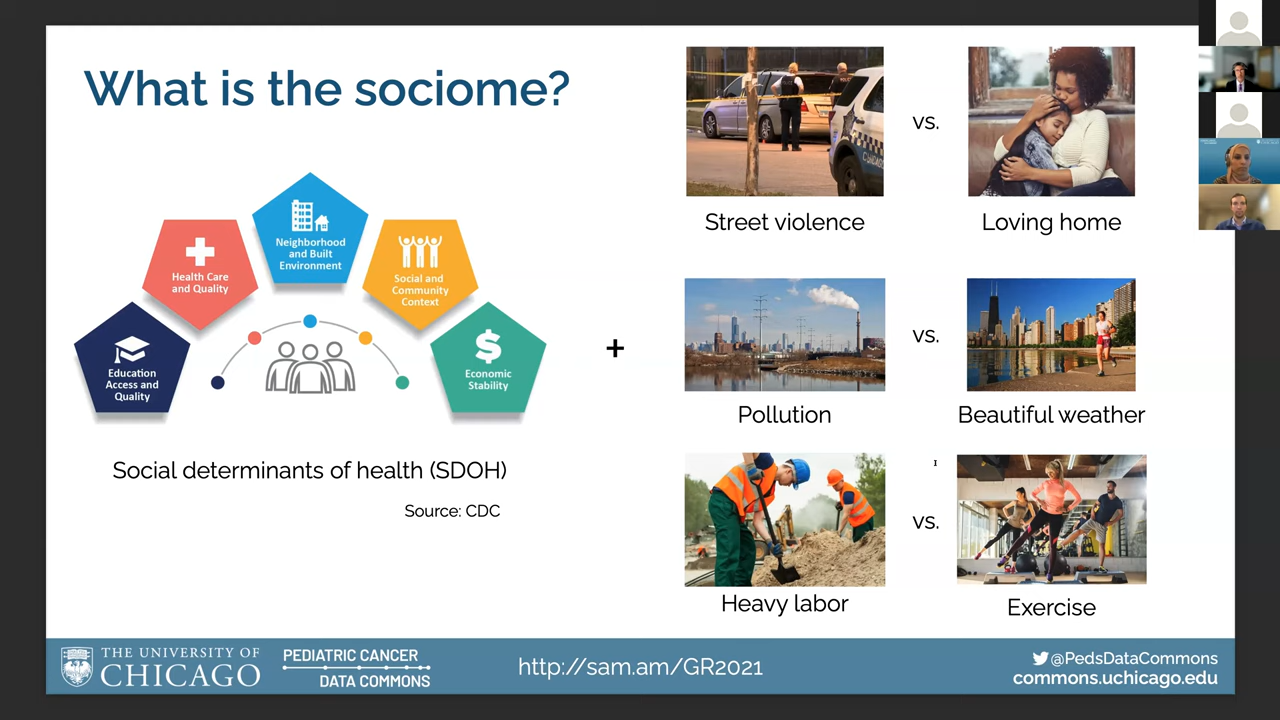 What is the sociome?
Education
Access and
Quality
Health Care
and Quality
Neighborhood
and Built
Environment
Social and
Community
Context
$
Economic
Stability
Social determinants of health (SDOH)
Source: CDC
+
Street violence
vs.
Loving home
Pollution
vs.
Beautiful weather
Heavy labor
vs.
Exercise
THE UNIVERSITY OF
CHICAGO
PEDIATRIC CANCER
DATA COMMONS
http://sam.am/GR2021
@PedsDataCommons
commons.uchicago.edu